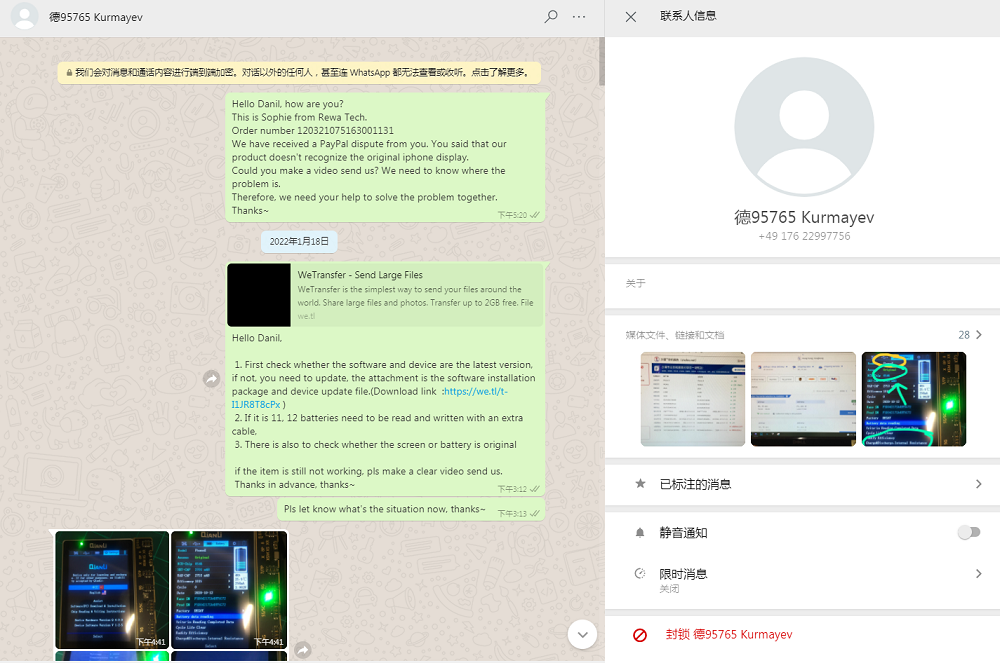 德95765 Kurmayev
我们会对消息和通话内容进行端到端加密。对话以外的任何人，甚至连 WhatsApp 都无法查看或收听。点击了解更多。
Hello Danil, how are you?
This is Sophie from Rewa Tech.
Order number 120321075163001131
We have received a PayPal dispute from you. You said that our
product doesn't recognize the original iphone display.
Could you make a video send us? We need to know where the
problem is.
Therefore, we need your help to solve the problem together.
Thanks~
下午5:20
2022年1月18日
WeTransfer - Send Large Files
WeTransfer is the simplest way to send your files around the
world. Share large files and photos. Transfer up to 2GB free. File
we.tl
Hello Danil,
1. First check whether the software and device are the latest version,
if not, you need to update, the attachment is the software installation
package and device update file.(Download link :https://we.tl/t-
I1JR8T8cPx )
2. If it is 11, 12 batteries need to be read and written with an extra
cable.
3. There is also to check whether the screen or battery is original
if the item is still not working, pls make a clear video send us.
Thanks in advance, thanks~
下午3:12
Pls let know what's the situation now, thanks~
下午3:13
QianLi
下午4:41
QianLi
下午4:41
联系人信息
德95765 Kurmayev
+49 176 22997756
关于
媒体文件、链接和文档
28
已标注的消息
静音通知
限时消息
关闭
封锁 德95765 Kurmayev